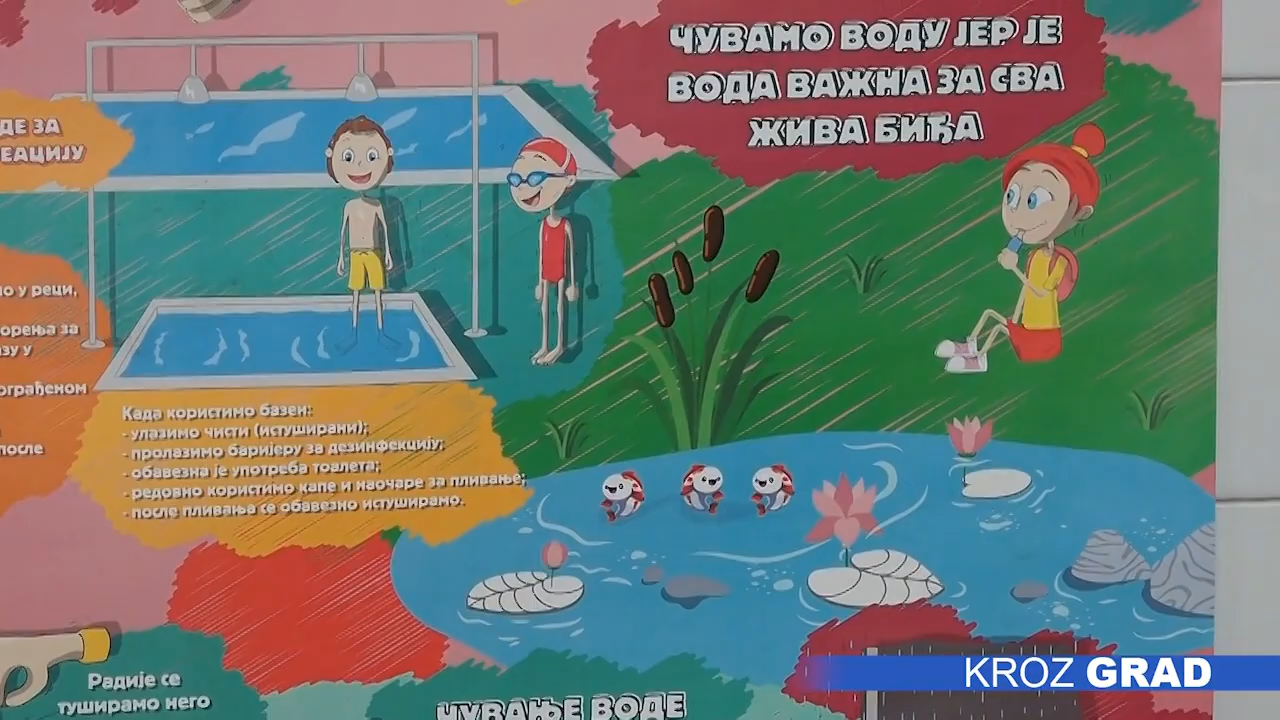 ЧУВАМО ВОДУ ЈЕР ЈЕ
ВОДА ВАЖНА ЗА СВА
ЖИВА БИЋА
ДЕ ЗА
ЕАЦИЈУ
у реци,
орења за
зу у
ограђеном
после
Када користимо базен:
- улазимо чисти (истуширани);
- пролазимо баријеру за дезинфекцију;
- обавезна је употреба тоалета;
- редовно користимо капе и наочаре за пливање;
- после пливања се обавезно истуширамо.
Радије се
туширамо него
ЧУВАЊЕ ВОДЕ
KROZ GRAD